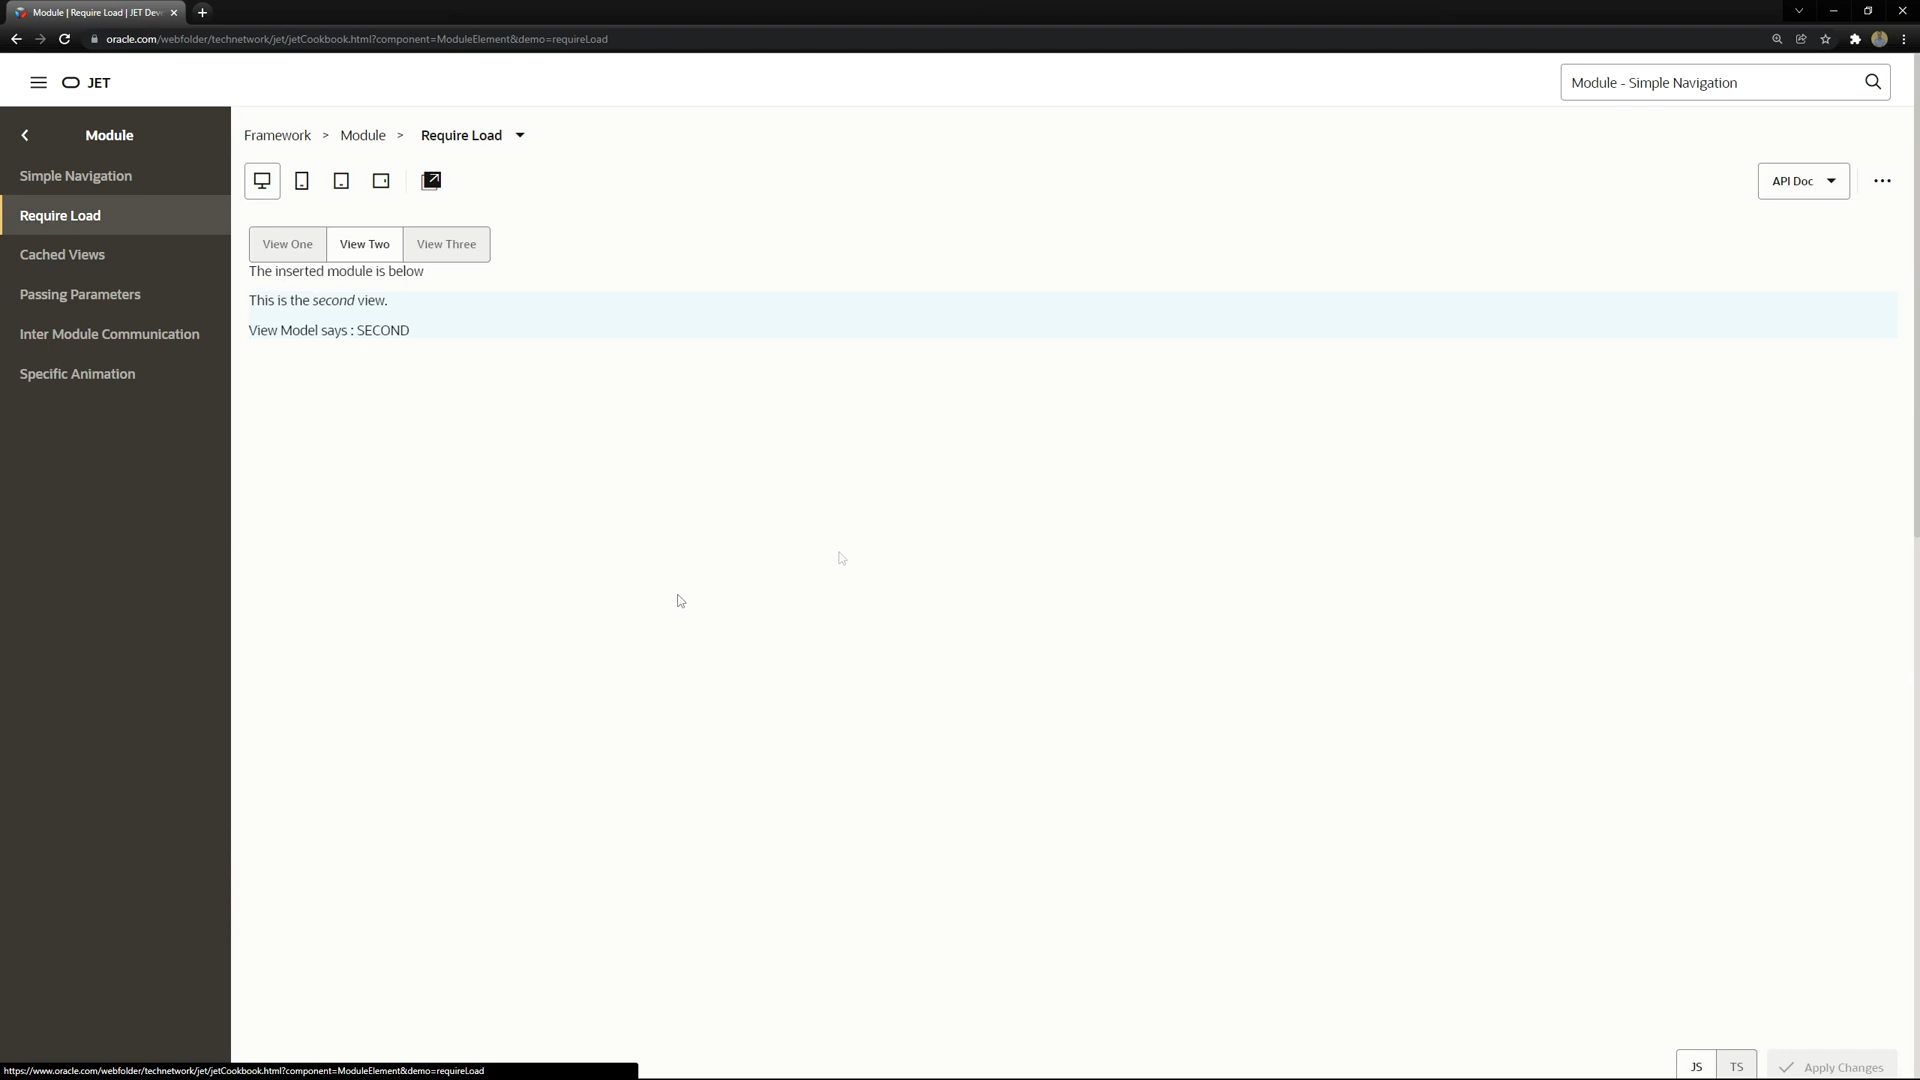 Module | Require Load | JET Dev
oracle.com/webfolder/technetwork/jet/jetCookbook.html?component=ModuleElement&demo=requireLoad
JET
Module - Simple Navigation
Module
Simple Navigation
Require Load
Cached Views
Passing Parameters
Inter Module Communication
Specific Animation
Framework > Module > Require Load
API Doc
View One View Two View Three
The inserted module is below
This is the second view.
View Model says : SECOND
JS TS Apply Changes
https://www.oracle.com/webfolder/technetwork/jet/jetCookbook.html?component=ModuleElement&demo=requireLoad